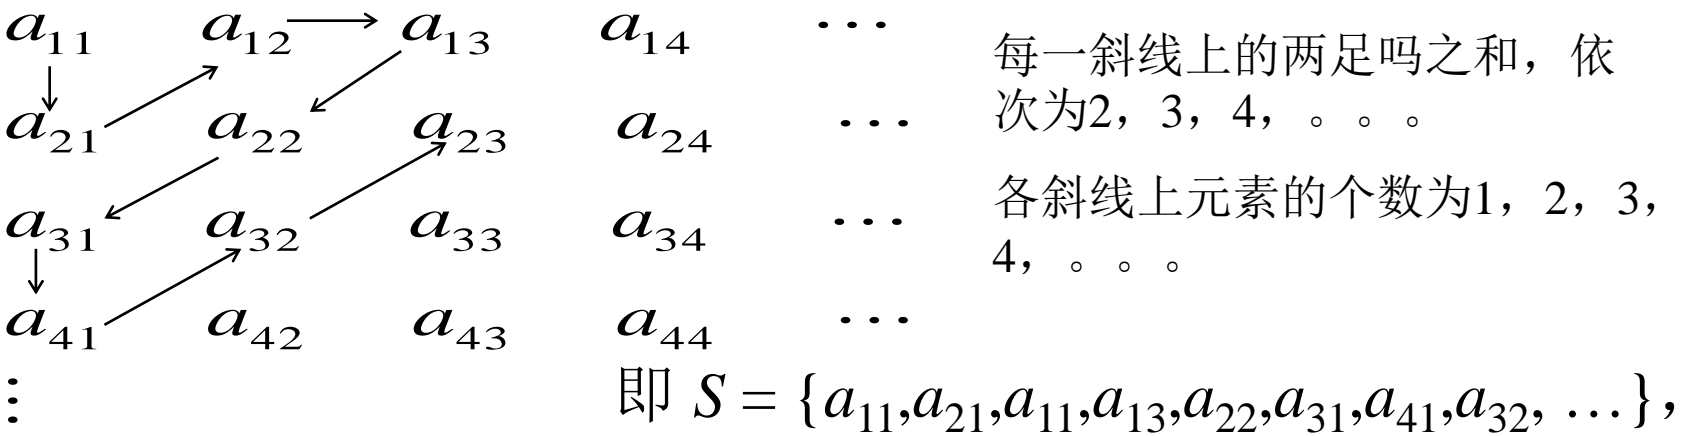 a₁₁ a₁₂ a₁₃ a₁₄ …
a₂₁ a₂₂ a₂₃ a₂₄ …
a₃₁ a₃₂ a₃₃ a₃₄ …
a₄₁ a₄₂ a₄₃ a₄₄ …
⋮
每一斜线上的两足吗之和，依
次为2，3，4，。。。
各斜线上元素的个数为1，2，3，
4，。。。
即 S = {a₁₁,a₂₁,a₁₁,a₁₃,a₂₂,a₃₁,a₄₁,a₃₂, …}，